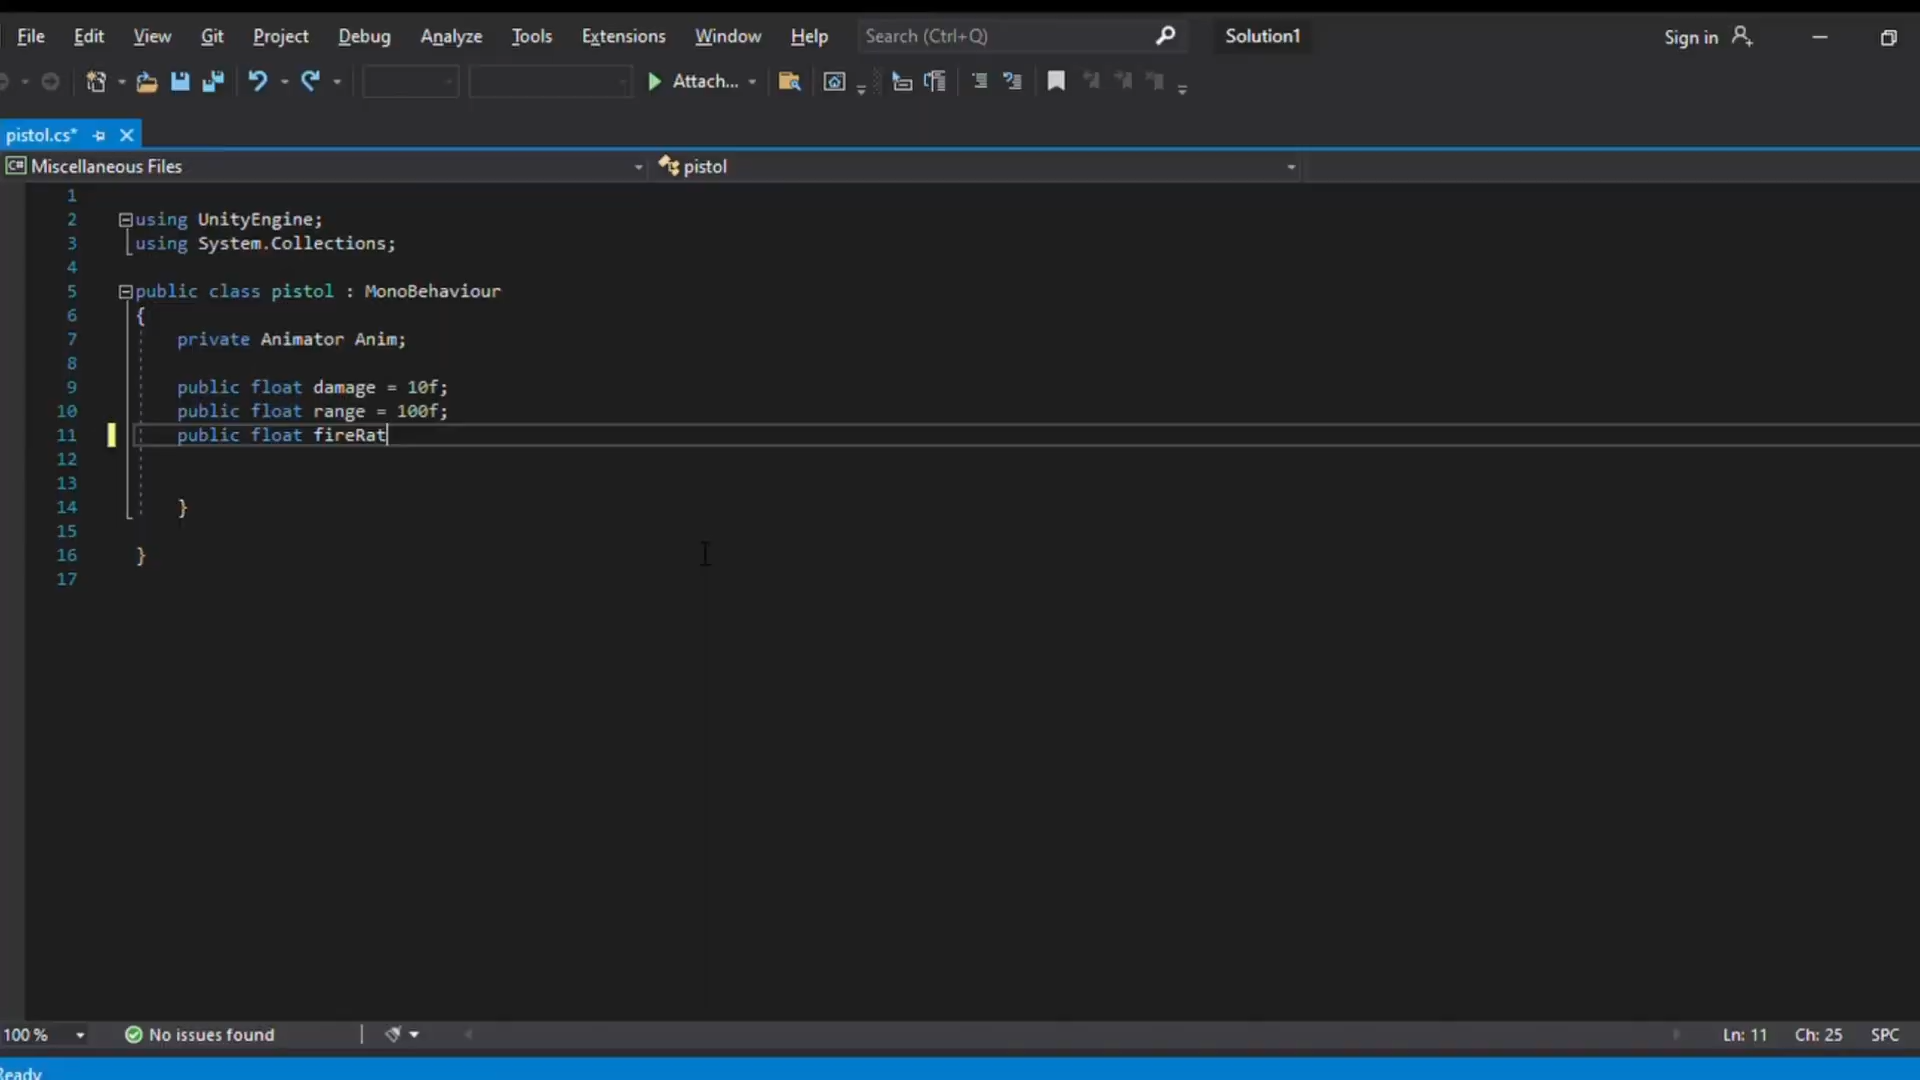 File Edit View Git Project Debug Analyze Tools Extensions Window Help Search (Ctrl+Q) Solution1 Sign in
Attach...
pistol.cs*
C# Miscellaneous Files pistol
1
2 using UnityEngine;
3 using System.Collections;
4
5 public class pistol : MonoBehaviour
6 {
7 private Animator Anim;
8
9 public float damage = 10f;
10 public float range = 100f;
11 public float fireRat
12
13
14 }
15
16 }
17
100 % No issues found Ln: 11 Ch: 25 SPC
Ready